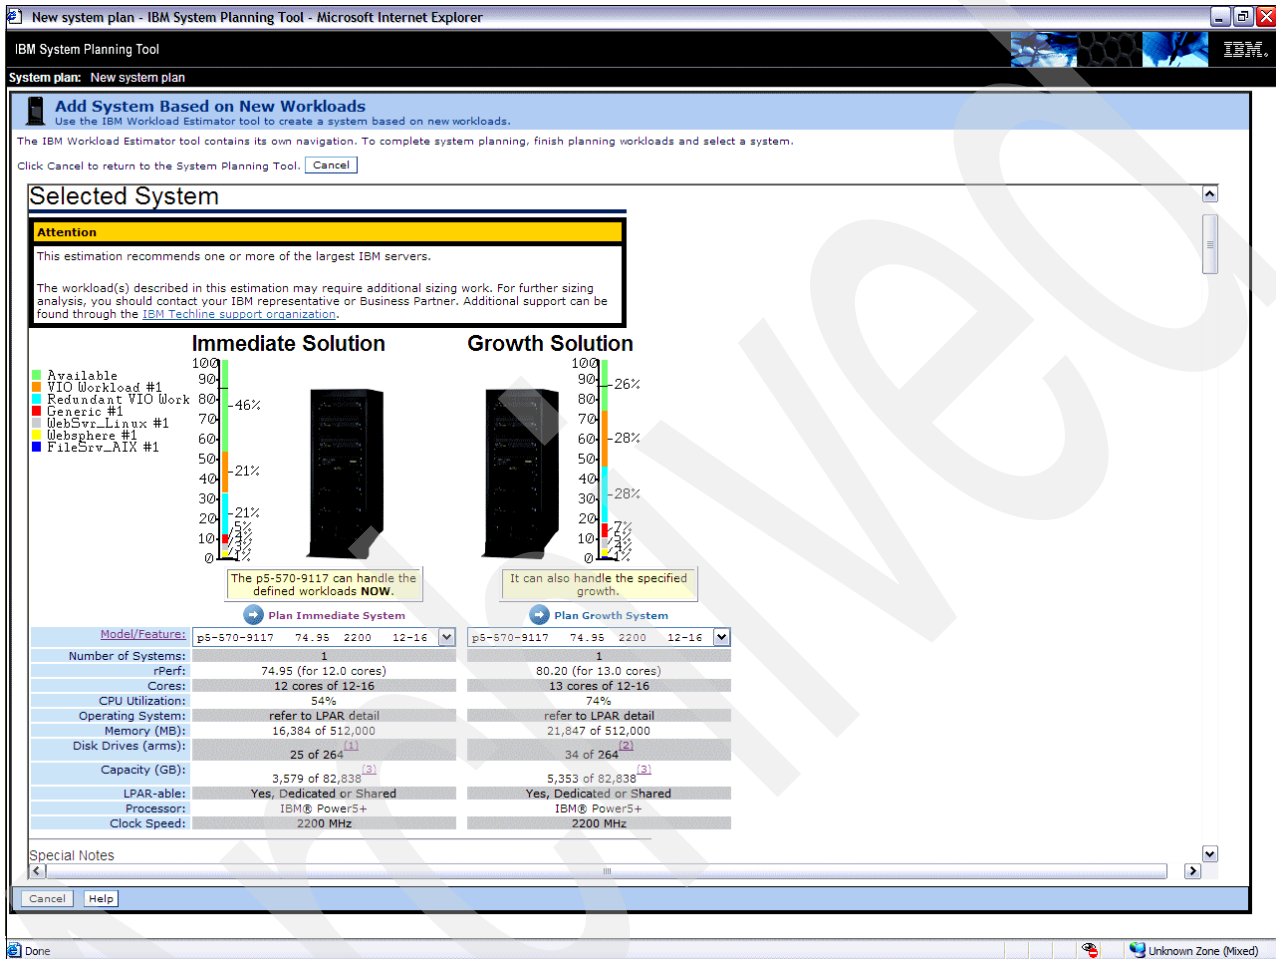 New system plan - IBM System Planning Tool - Microsoft Internet Explorer
IBM System Planning Tool
IBM.
System plan: New system plan
Add System Based on New Workloads
Use the IBM Workload Estimator tool to create a system based on new workloads.
The IBM Workload Estimator tool contains its own navigation. To complete system planning, finish planning workloads and select a system.
Click Cancel to return to the System Planning Tool. Cancel
Selected System
Attention
This estimation recommends one or more of the largest IBM servers.
The workload(s) described in this estimation may require additional sizing work. For further sizing
analysis, you should contact your IBM representative or Business Partner. Additional support can be
found through the IBM Techline support organization.
Immediate Solution Growth Solution
Available
VIO Workload #1
Redundant VIO Work
Generic #1
WebSvr_Linux #1
Websphere #1
FileSrv_AIX #1
100
90
80
70
60
50
40
30
20
10
0
46%
21%
21%
5%
1%
100
90
80
70
60
50
40
30
20
10
0
26%
28%
28%
7%
5%
4%
1%
The p5-570-9117 can handle the
defined workloads NOW.
It can also handle the specified
growth.
Plan Immediate System Plan Growth System
Model/Feature: p5-570-9117 74.95 2200 12-16 p5-570-9117 74.95 2200 12-16
Number of Systems: 1 1
rPerf: 74.95 (for 12.0 cores) 80.20 (for 13.0 cores)
Cores: 12 cores of 12-16 13 cores of 12-16
CPU Utilization: 54% 74%
Operating System: refer to LPAR detail refer to LPAR detail
Memory (MB): 16,384 of 512,000 21,847 of 512,000
Disk Drives (arms): 25 of 264 (1) 34 of 264 (2)
Capacity (GB): 3,579 of 82,838 (3) 5,353 of 82,838 (3)
LPAR-able: Yes, Dedicated or Shared Yes, Dedicated or Shared
Processor: IBM® Power5+ IBM® Power5+
Clock Speed: 2200 MHz 2200 MHz
Special Notes
Cancel Help
Done
Unknown Zone (Mixed)